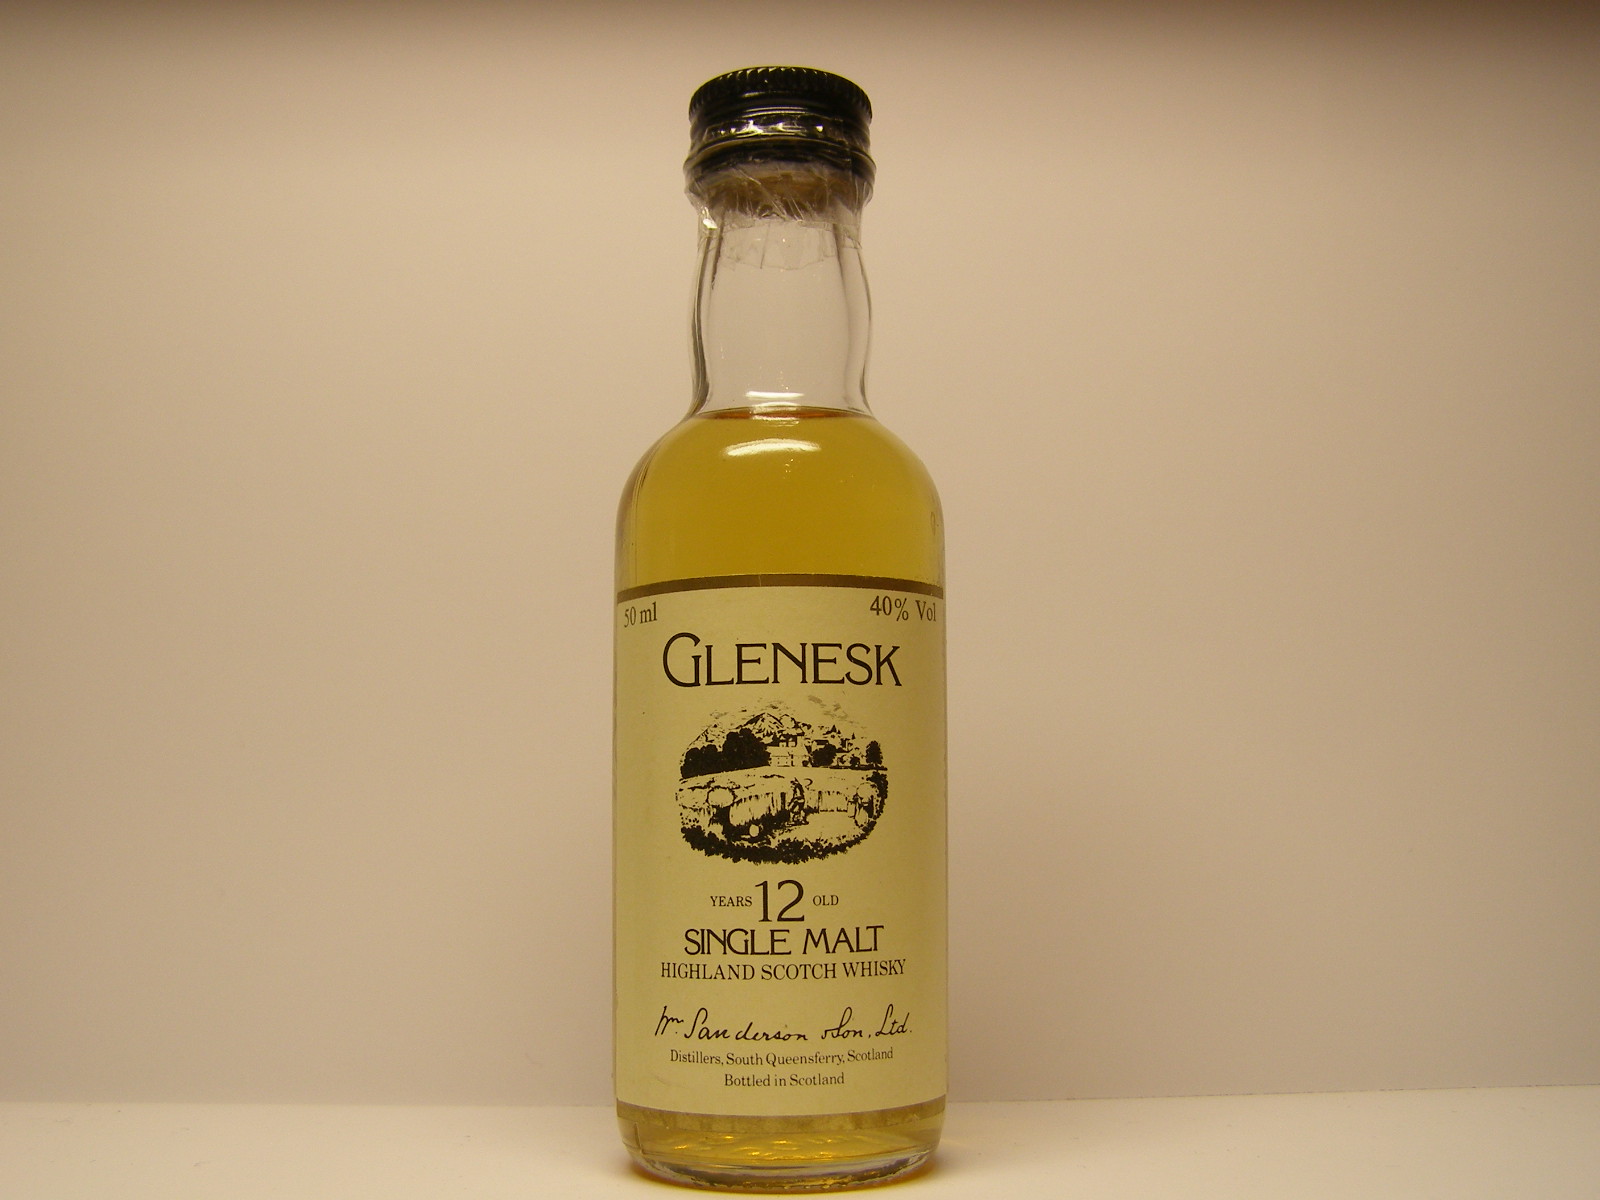 50 ml 40% Vol
GLENESK
YEARS 12 OLD
SINGLE MALT
HIGHLAND SCOTCH WHISKY
Wm. Sanderson & Son, Ltd.
Distillers, South Queensferry, Scotland
Bottled in Scotland